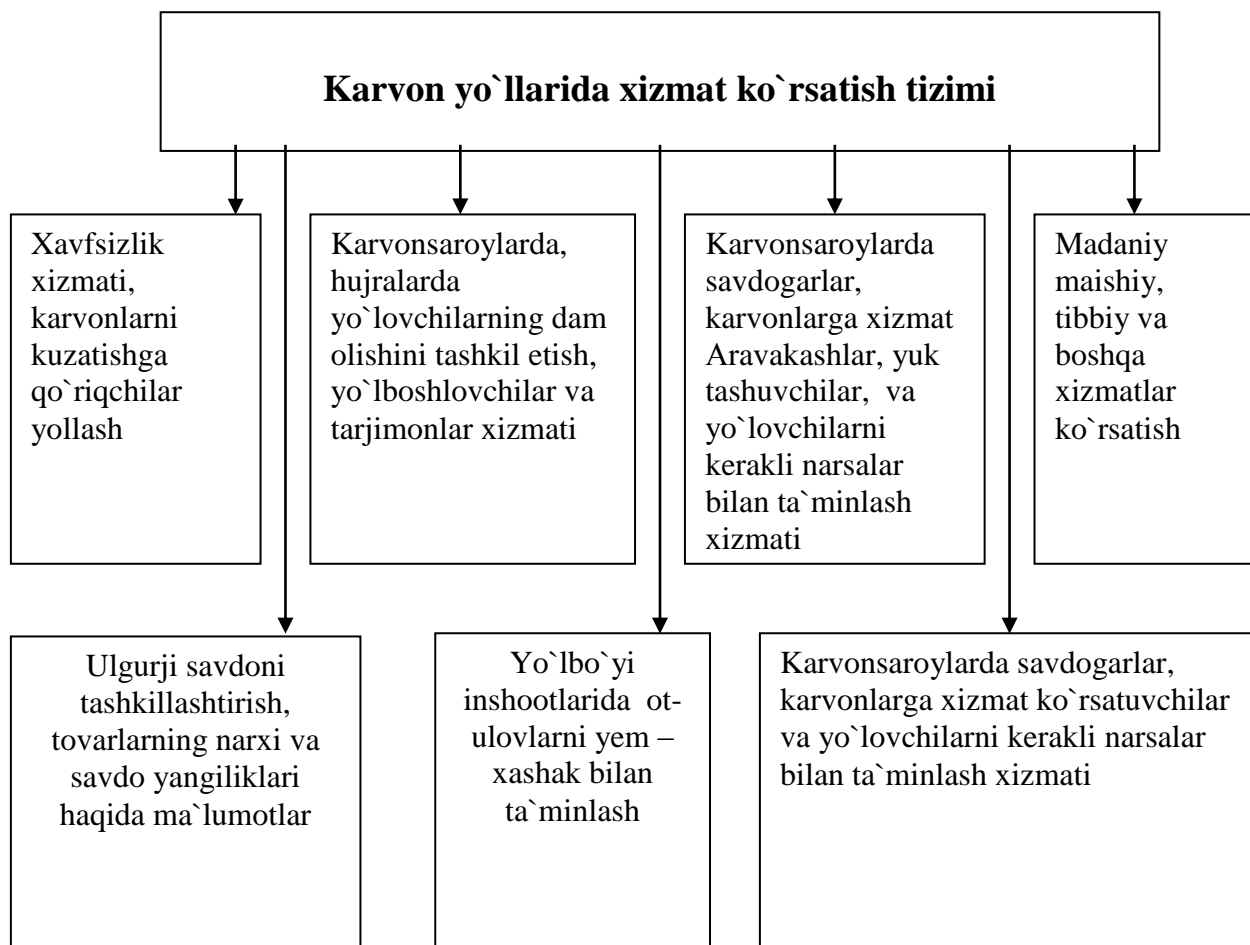 Karvon yo`llarida xizmat ko`rsatish tizimi
Xavfsizlik
xizmati,
karvonlarni
kuzatishga
qo`riqchilar
yollash
Karvonsaroylarda,
hujralarda
yo`lovchilarning dam
olishini tashkil etish,
yo`lboshlovchilar va
tarjimonlar xizmati
Karvonsaroylarda
savdogarlar,
karvonlarga xizmat
Aravakashlar, yuk
tashuvchilar, va
yo`lovchilarni
kerakli narsalar
bilan ta`minlash
xizmati
Madaniy
maishiy,
tibbiy va
boshqa
xizmatlar
ko`rsatish
Ulgurji savdoni
tashkillashtirish,
tovarlarning narxi va
savdo yangiliklari
haqida ma`lumotlar
Yo`lbo`yi
inshootlarida ot-
ulovlarni yem –
xashak bilan
ta`minlash
Karvonsaroylarda savdogarlar,
karvonlarga xizmat ko`rsatuvchilar
va yo`lovchilarni kerakli narsalar
bilan ta`minlash xizmati